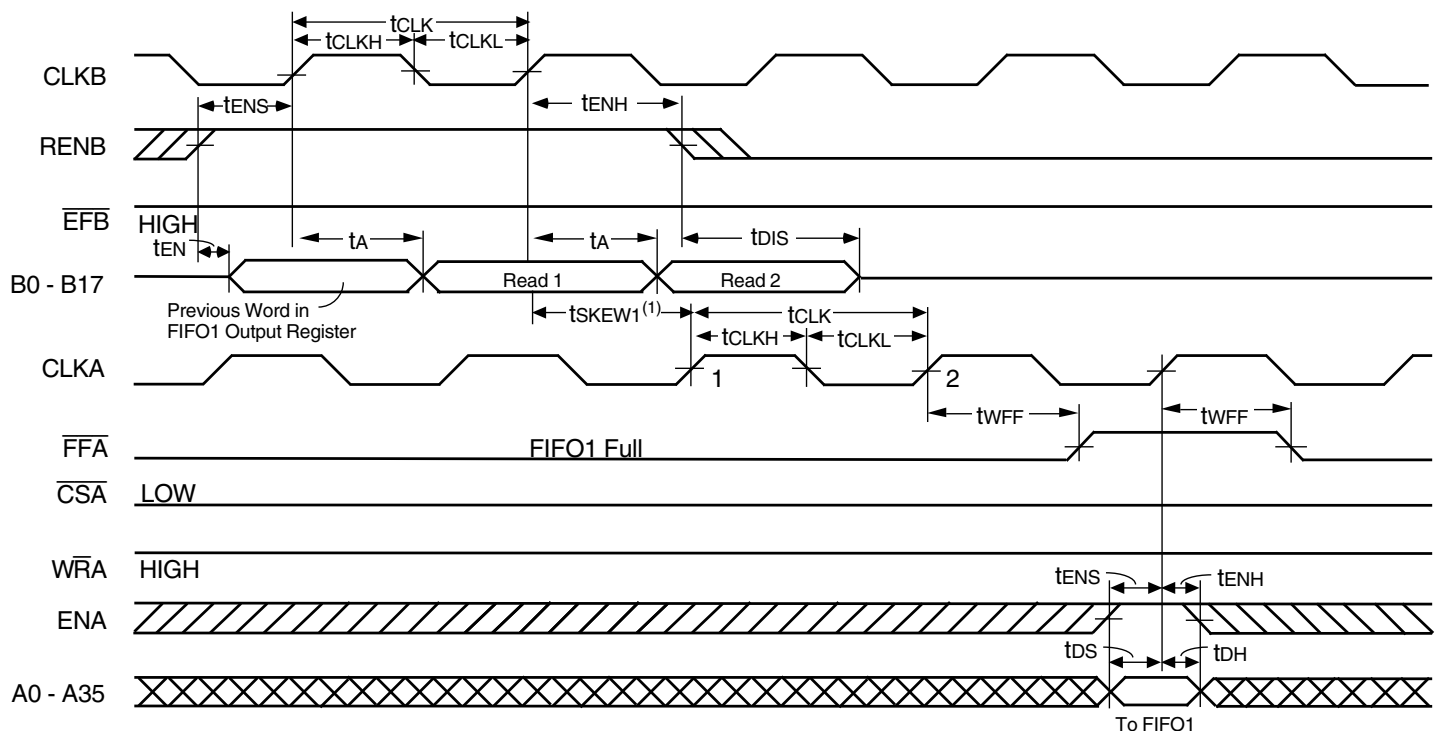 tCLK
tCLKH
tCLKL
CLKB
tENS
tENH
RENB
EFB
HIGH
tEN
tA
tA
tDIS
B0 - B17
Read 1
Read 2
Previous Word in
FIFO1 Output Register
tSKEW1(1)
tCLK
tCLKH
tCLKL
CLKA
1
2
tWFF
tWFF
FFA
FIFO1 Full
CSA
LOW
WRA
HIGH
tENS
tENH
ENA
tDS
tDH
A0 - A35
To FIFO1